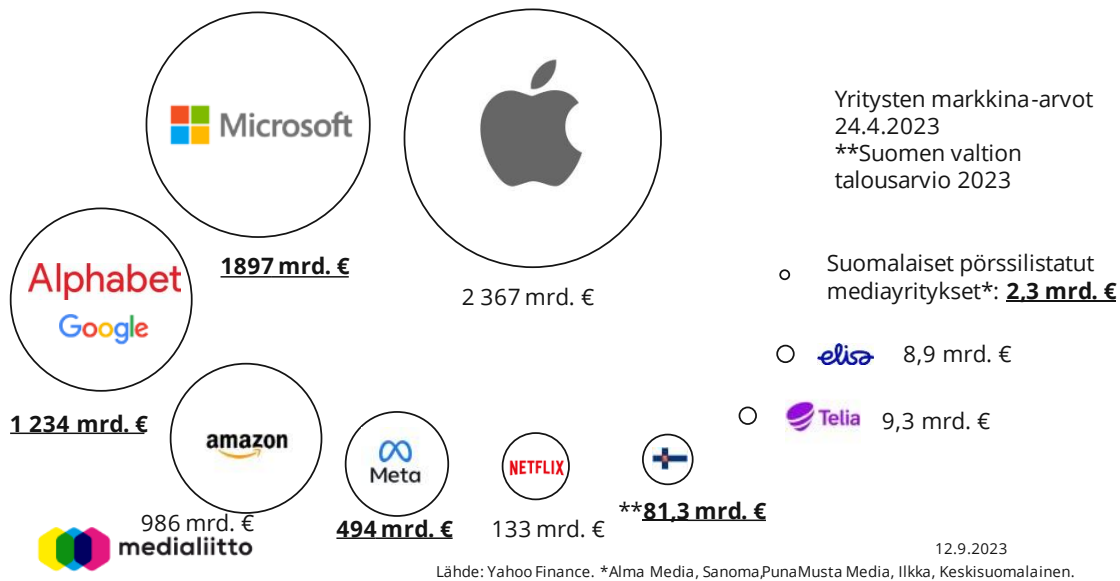 Microsoft
Yritysten markkina-arvot
24.4.2023
**Suomen valtion
talousarvio 2023
1897 mrd. €
2 367 mrd. €
Suomalaiset pörssilistatut
mediayritykset*: 2,3 mrd. €
Alphabet
Google
elisa 8,9 mrd. €
1 234 mrd. €
Telia 9,3 mrd. €
amazon
Meta
NETFLIX
986 mrd. €
494 mrd. €
133 mrd. €
**81,3 mrd. €
medialiitto
12.9.2023
Lähde: Yahoo Finance. *Alma Media, Sanoma,PunaMusta Media, Ilkka, Keskisuomalainen.